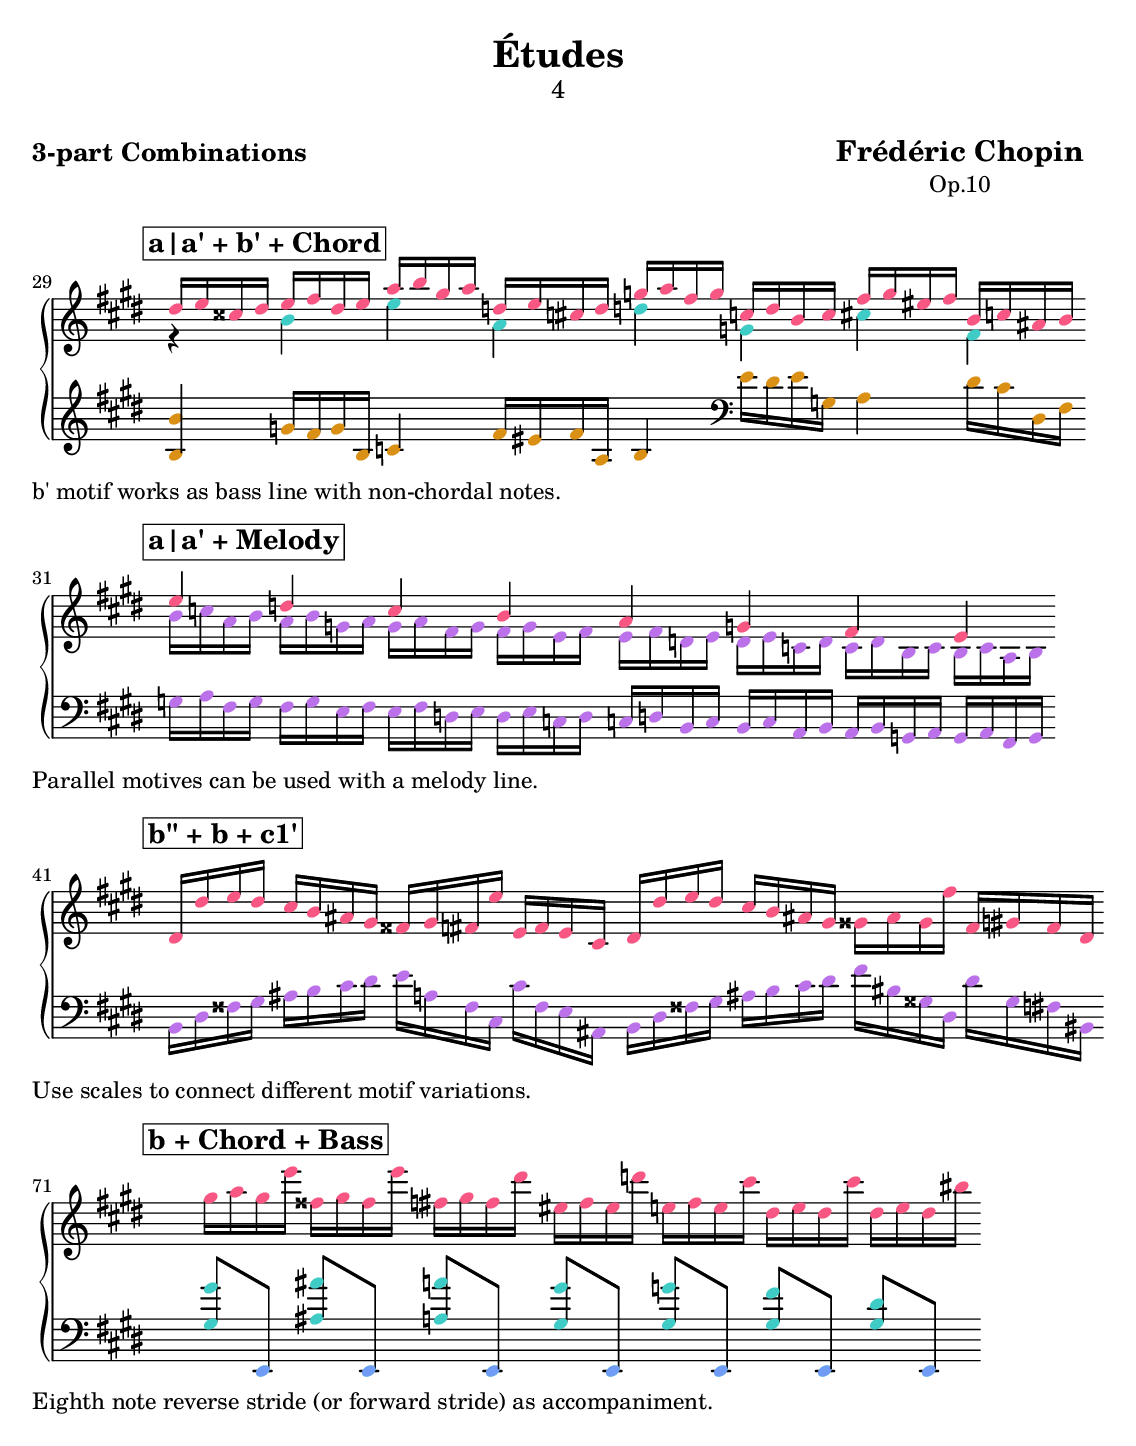 Études
4
3-part Combinations
Frédéric Chopin
Op.10
a|a' + b' + Chord
29
b' motif works as bass line with non-chordal notes.
a|a' + Melody
31
Parallel motives can be used with a melody line.
b" + b + c1'
41
Use scales to connect different motif variations.
b + Chord + Bass
71
Eighth note reverse stride (or forward stride) as accompaniment.